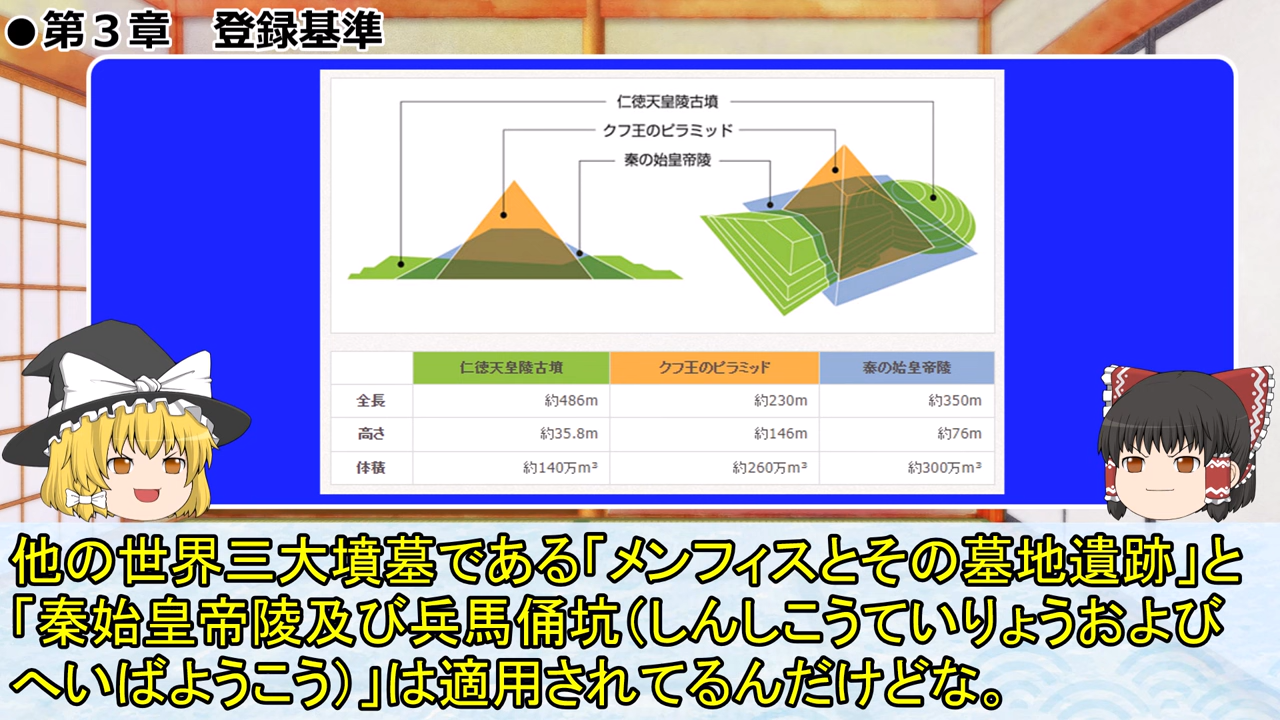 ●第３章　登録基準
仁徳天皇陵古墳
クフ王のピラミッド
秦の始皇帝陵
仁徳天皇陵古墳 クフ王のピラミッド 秦の始皇帝陵
全長 約486m 約230m 約350m
高さ 約35.8m 約146m 約76m
体積 約140万m³ 約260万m³ 約300万m³
他の世界三大墳墓である「メンフィスとその墓地遺跡」と
「秦始皇帝陵及び兵馬俑坑（しんしこうていりょうおよび
へいばようこう）」は適用されてるんだけどな。